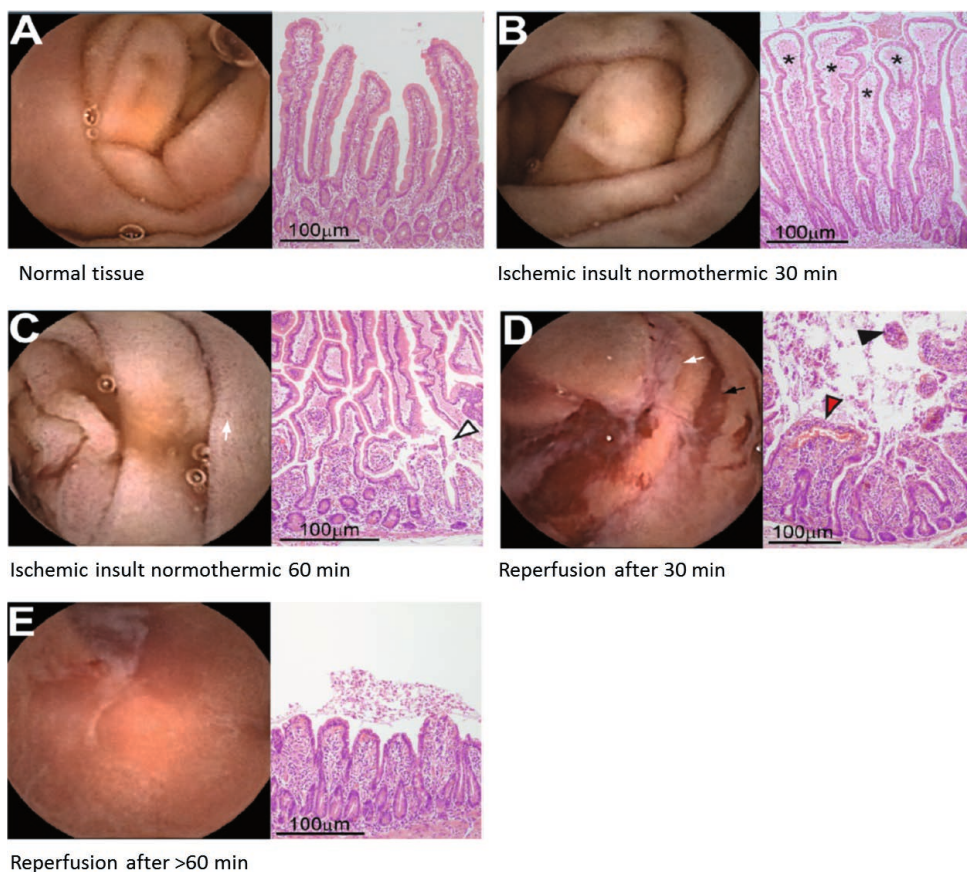 A
100µm
Normal tissue
B
* * * *
100µm
Ischemic insult normothermic 30 min
C
100µm
Ischemic insult normothermic 60 min
D
100µm
Reperfusion after 30 min
E
100µm
Reperfusion after >60 min